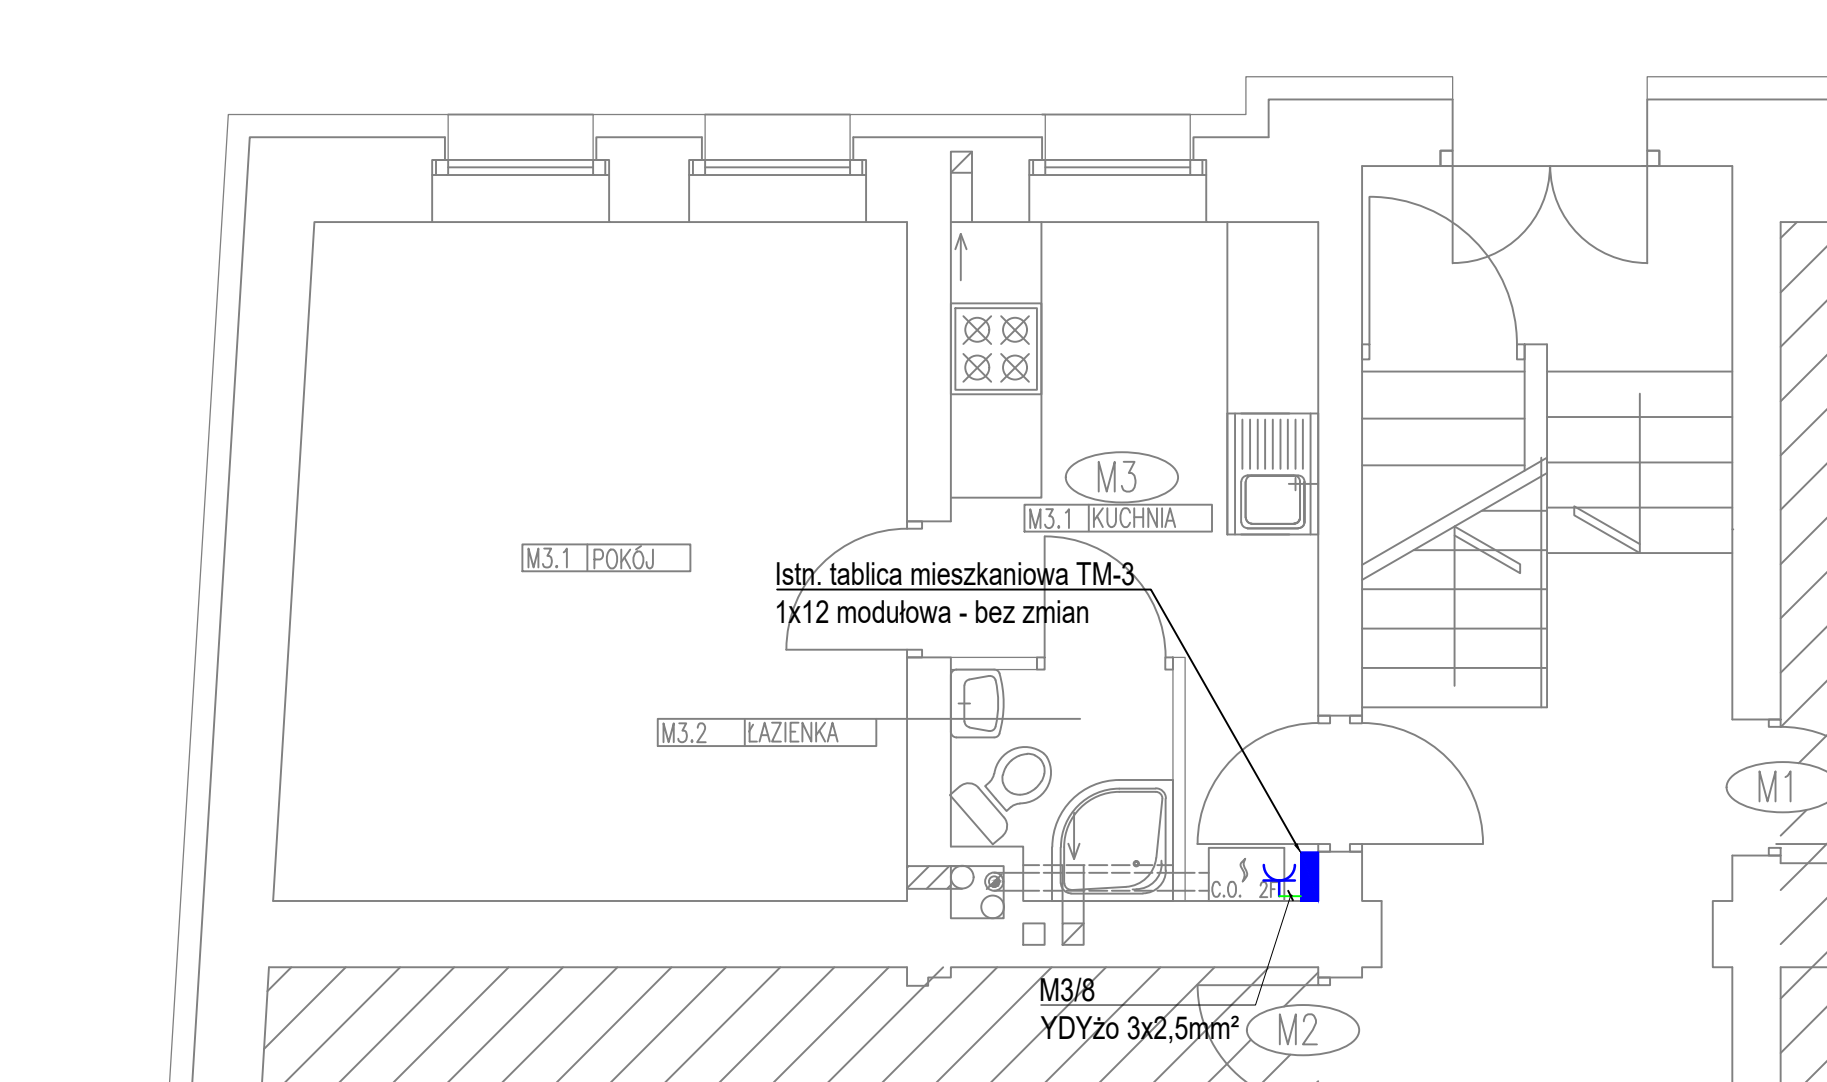 M3
M3.1 KUCHNIA
M3.1 POKÓJ
Istn. tablica mieszkaniowa TM-3
1x12 modułowa - bez zmian
M3.2 ŁAZIENKA
M1
C.O.
M3/8
YDYżo 3x2,5mm²
M2